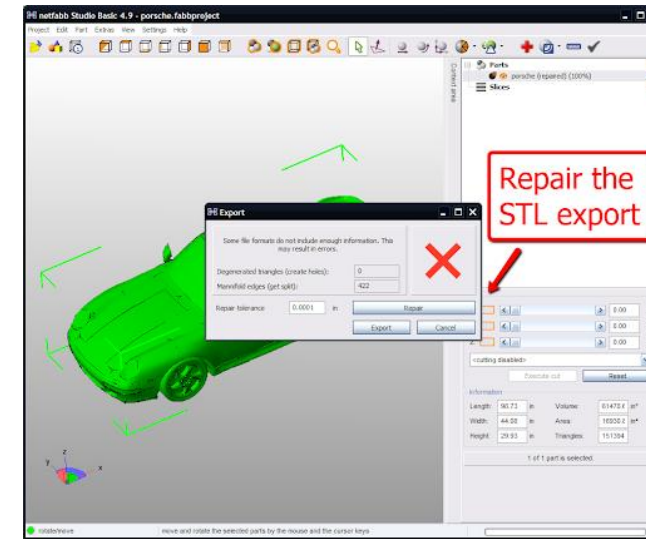 netfabb Studio Basic 4.9 - porsche.fabbproject
Project Edit Part Extras View Settings Help
Context area
Parts
porsche (repaired) (100%)
Slices
Repair the
STL export
Export
Some file formats do not include enough information. This
may result in errors.
Degenerated triangles (create holes): 0
Mannifold edges (get split): 422
Repair tolerance 0.0001 in Repair
Export Cancel
0.00
0.00
Z 0.00
<cutting disabled>
Execute cut Reset
Information
Length: 90.73 in Volume:
Width: in Area:
Height: 29.93 in Triangles: 151384
1 of 1 part is selected.
z
y x
rotate/move move and rotate the selected parts by the mouse and the cursor keys